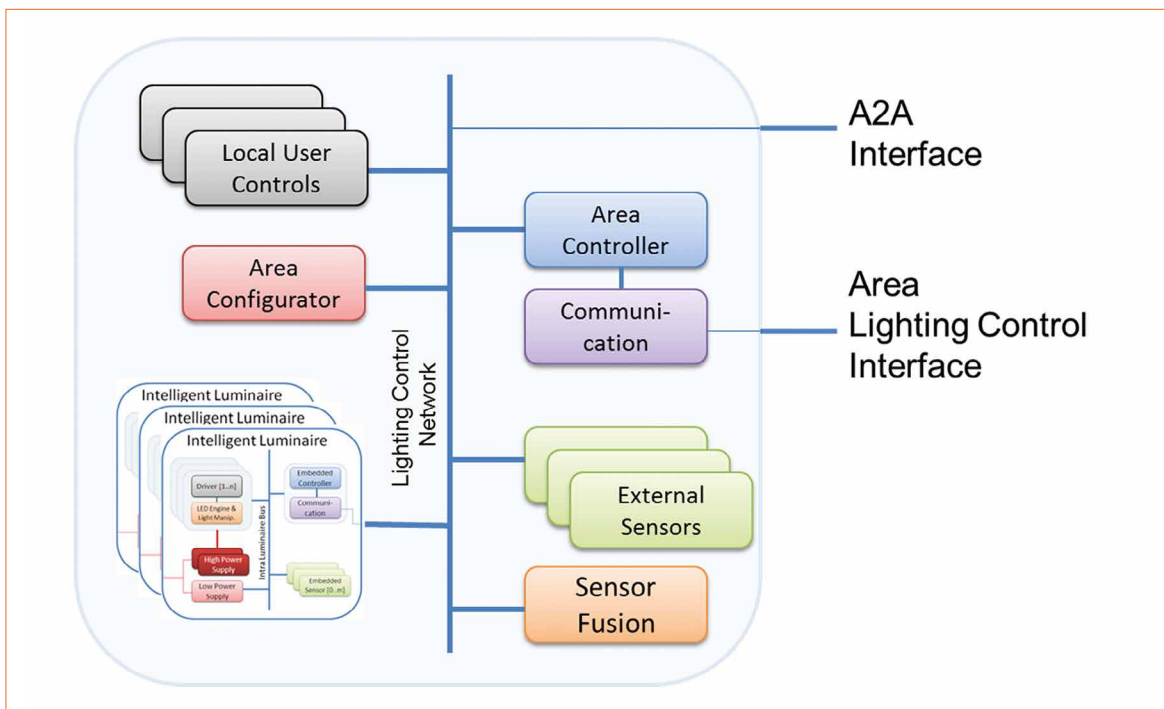 Local User
Controls
Area
Configurator
Intelligent Luminaire
Intelligent Luminaire
Intelligent Luminaire
Driver [1..n]
LED Engine &
Light Manip.
High Power
Supply
Low Power
Supply
Intra Luminaire Bus
Embedded
Controller
Communi-
cation
Embedded
Sensor [0..m]
Lighting Control
Network
Area
Controller
Communi-
cation
External
Sensors
Sensor
Fusion
A2A
Interface
Area
Lighting Control
Interface